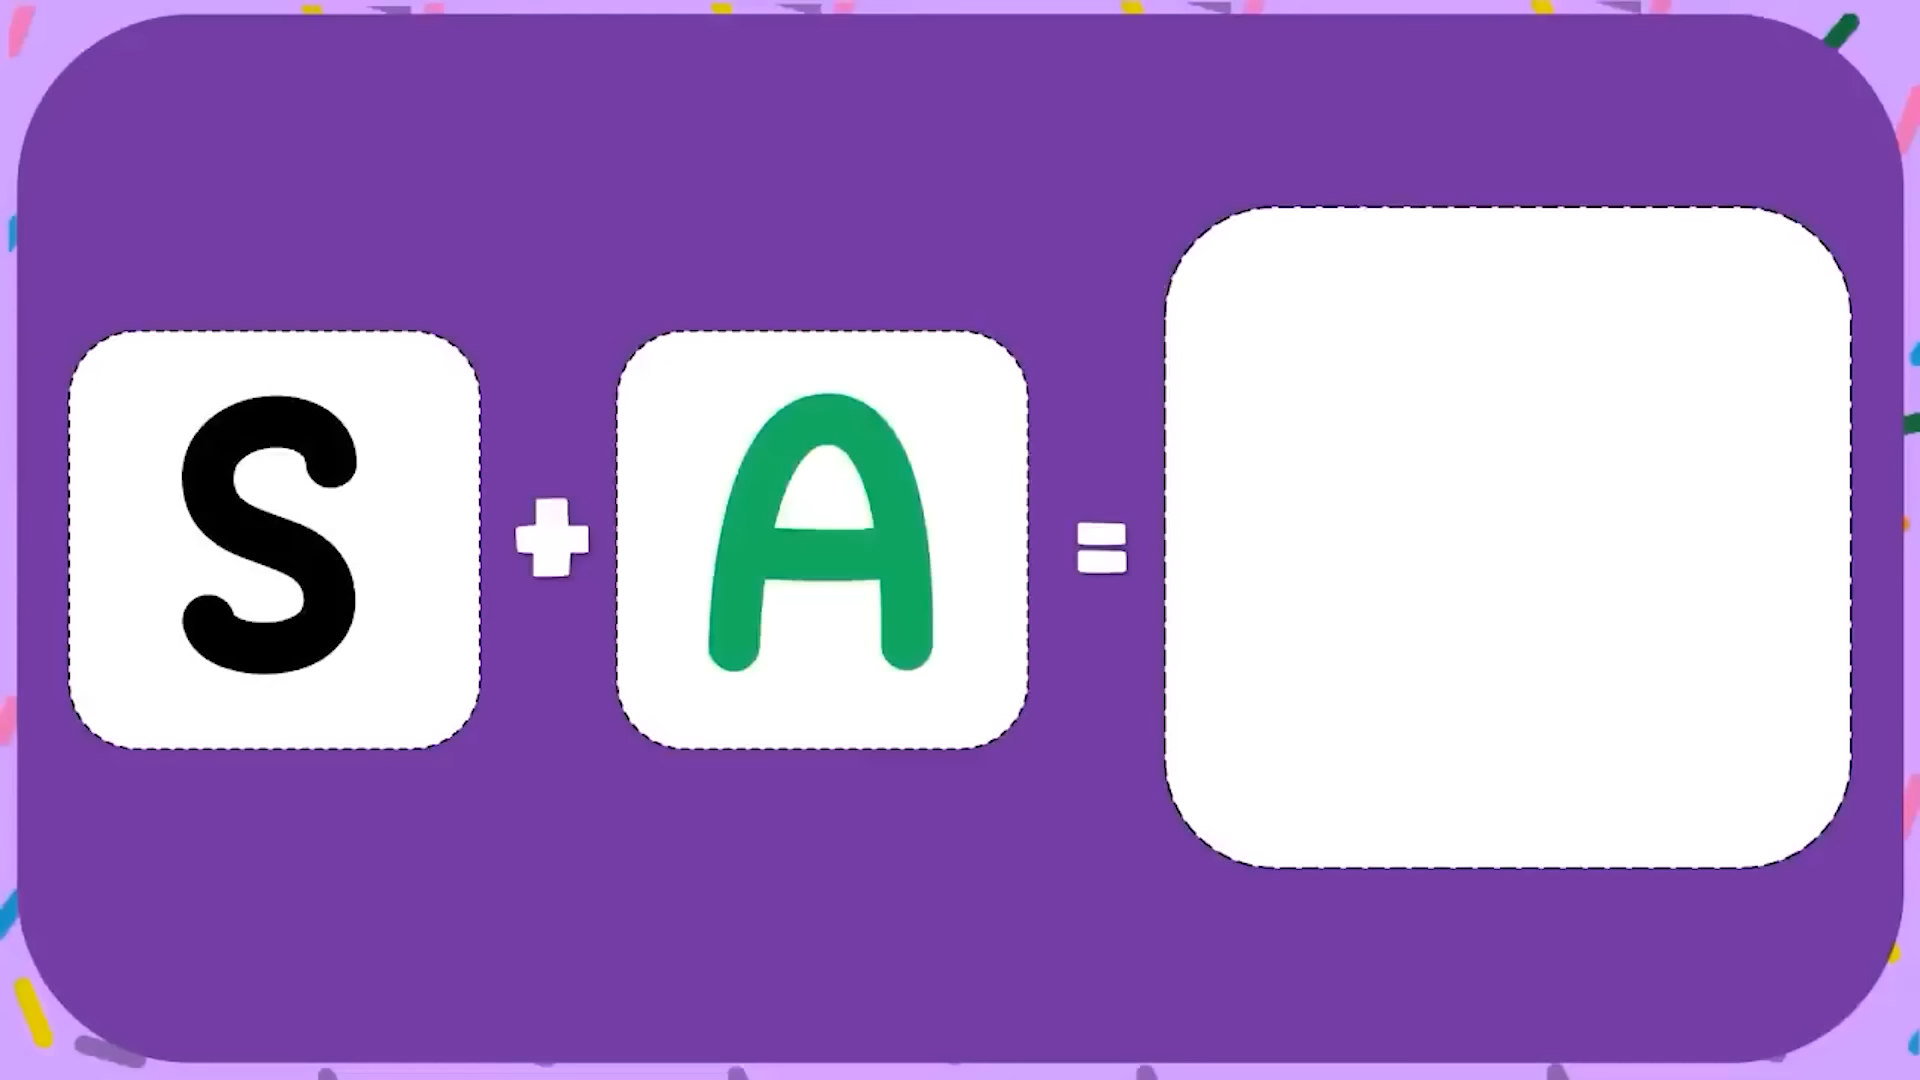 S + A =